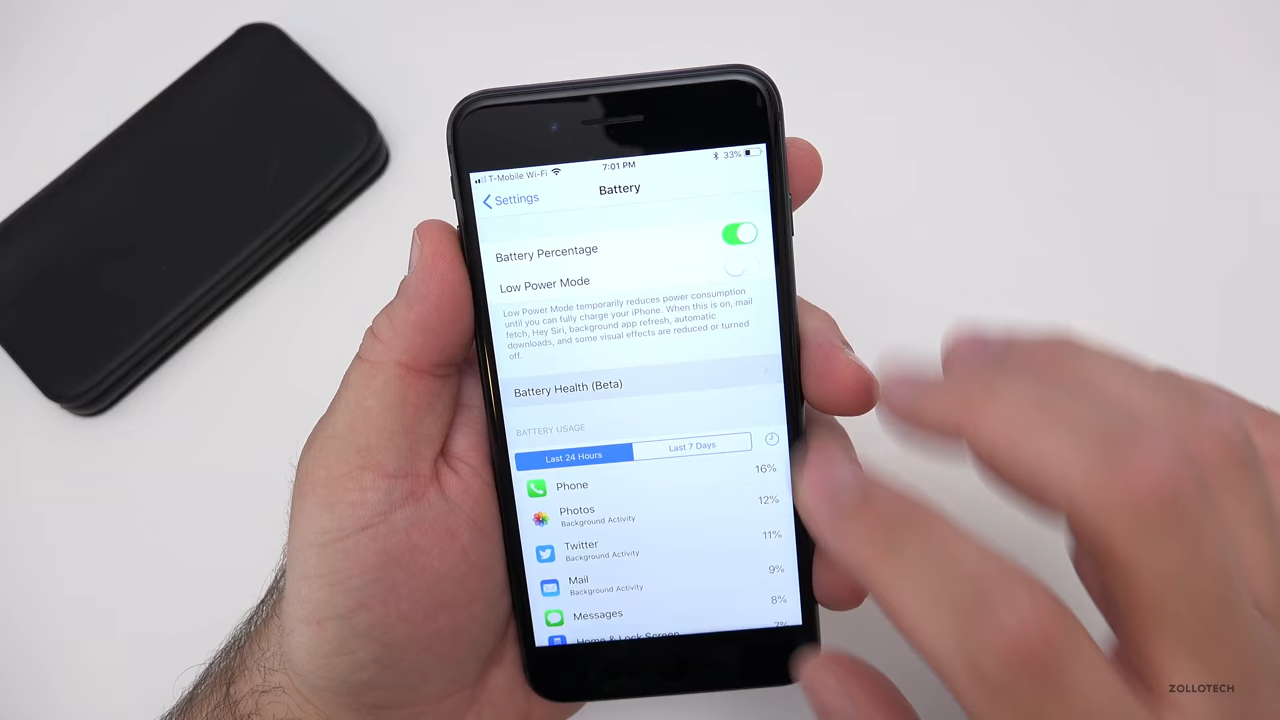 T-Mobile Wi-Fi 7:01 PM 33%
Settings Battery
Battery Percentage
Low Power Mode
Low Power Mode temporarily reduces power consumption
until you can fully charge your iPhone. When this is on, mail
fetch, Hey Siri, background app refresh, automatic
downloads, and some visual effects are reduced or turned
off.
Battery Health (Beta)
BATTERY USAGE
Last 24 Hours Last 7 Days
Phone 16%
Photos 12%
Background Activity
Twitter 11%
Background Activity
Mail 9%
Background Activity
Messages 8%
Home & Lock Screen 7%
ZOLLOTECH